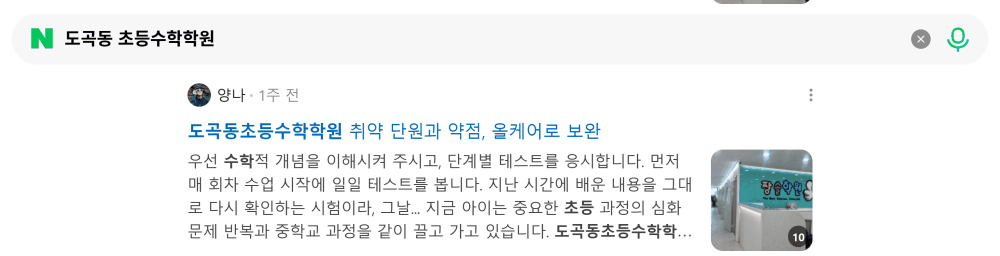 N 도곡동 초등수학학원
양나 · 1주 전
도곡동초등수학학원 취약 단원과 약점, 올케어로 보완
우선 수학적 개념을 이해시켜 주시고, 단계별 테스트를 응시합니다. 먼저
매 회차 수업 시작에 일일 테스트를 봅니다. 지난 시간에 배운 내용을 그대
로 다시 확인하는 시험이라, 그날... 지금 아이는 중요한 초등 과정의 심화
문제 반복과 중학교 과정을 같이 끌고 가고 있습니다. 도곡동초등수학학...
10